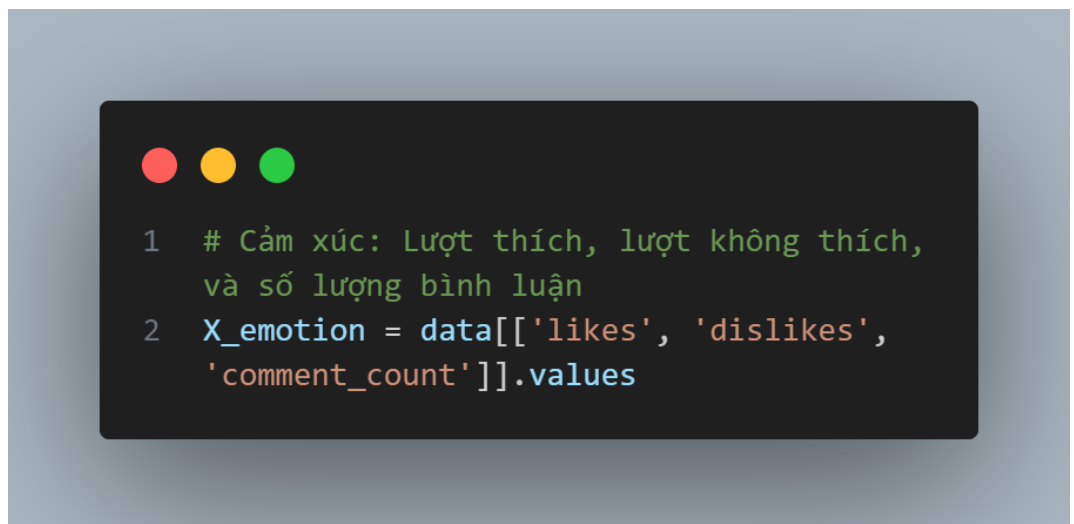 1 # Cảm xúc: Lượt thích, lượt không thích,
và số lượng bình luận
2 X_emotion = data[['likes', 'dislikes',
'comment_count']].values